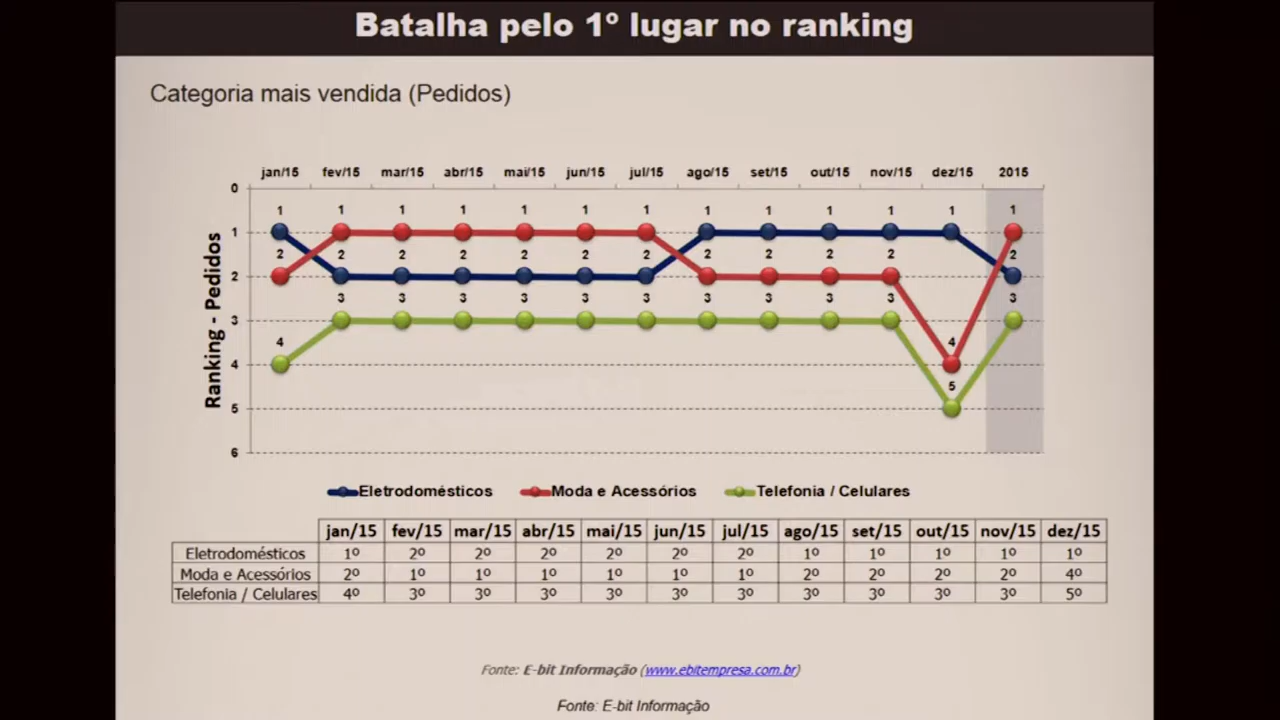 Batalha pelo 1º lugar no ranking
Categoria mais vendida (Pedidos)
jan/15 fev/15 mar/15 abr/15 mai/15 jun/15 jul/15 ago/15 set/15 out/15 nov/15 dez/15 2015
0
1 1 1 1 1 1 1 1 1 1 1 1 1
1
2 2 2 2 2 2 2 2 2 2 2 2
2
3 3 3 3 3 3 3 3 3 3 3
3
4 4
4
5
5
6
Ranking - Pedidos
Eletrodomésticos Moda e Acessórios Telefonia / Celulares
jan/15 fev/15 mar/15 abr/15 mai/15 jun/15 jul/15 ago/15 set/15 out/15 nov/15 dez/15
Eletrodomésticos 1º 2º 2º 2º 2º 2º 2º 1º 1º 1º 1º 1º
Moda e Acessórios 2º 1º 1º 1º 1º 1º 1º 2º 2º 2º 2º 4º
Telefonia / Celulares 4º 3º 3º 3º 3º 3º 3º 3º 3º 3º 3º 5º
Fonte: E-bit Informação (www.ebitempresa.com.br)
Fonte: E-bit Informação